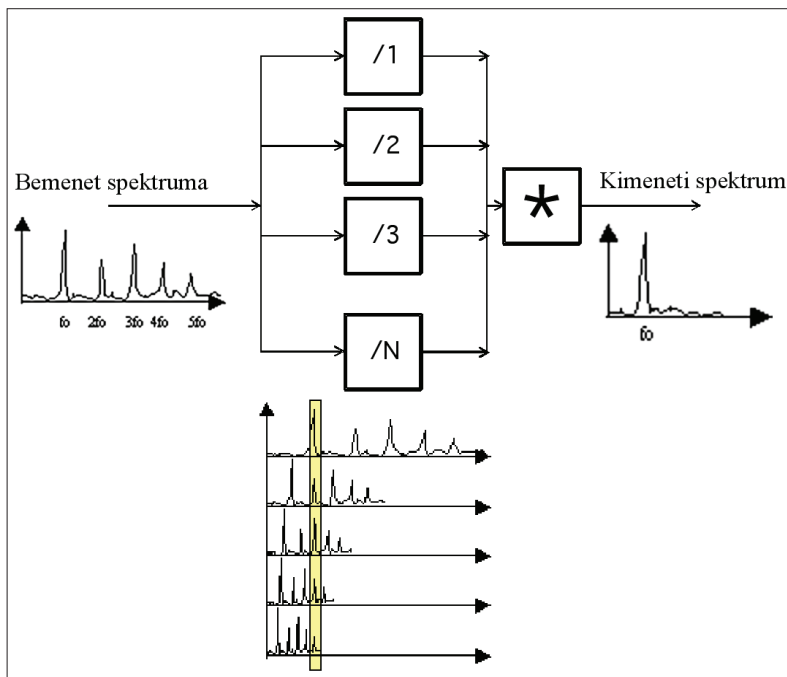 /1
/2
Bemenet spektruma
Kimeneti spektrum
*
/3
fo 2fo 3fo 4fo 5fo
fo
/N